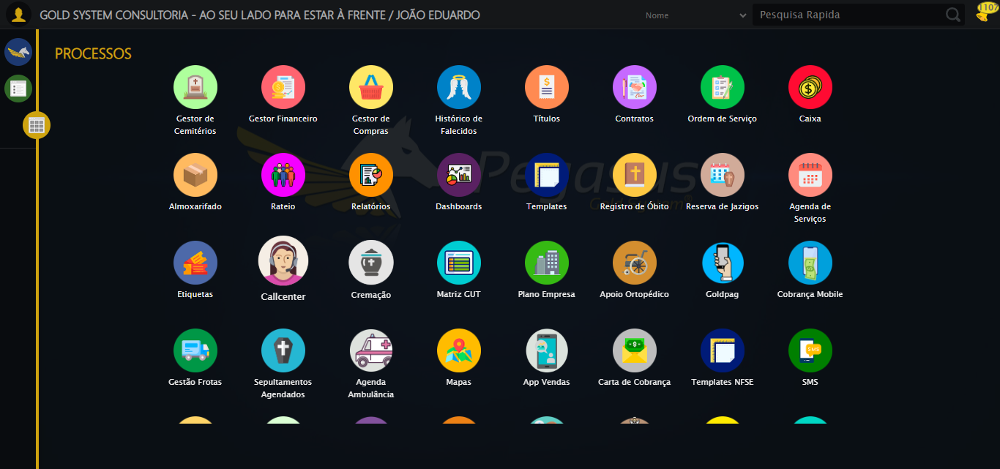 GOLD SYSTEM CONSULTORIA - AO SEU LADO PARA ESTAR À FRENTE / JOÃO EDUARDO
Nome
Pesquisa Rapida
1107
PROCESSOS
Gestor de
Cemitérios
Gestor Financeiro
Gestor de
Compras
Histórico de
Falecidos
Títulos
Contratos
Ordem de Serviço
Caixa
Pegasus
Gold System®
Almoxarifado
Rateio
Relatórios
Dashboards
Templates
Registro de Óbito
Reserva de Jazigos
Agenda de
Serviços
Etiquetas
Callcenter
Cremação
Matriz GUT
Plano Empresa
Apoio Ortopédico
Goldpag
Cobrança Mobile
Gestão Frotas
Sepultamentos
Agendados
Agenda
Ambulância
Mapas
App Vendas
Carta de Cobrança
Templates NFSE
SMS